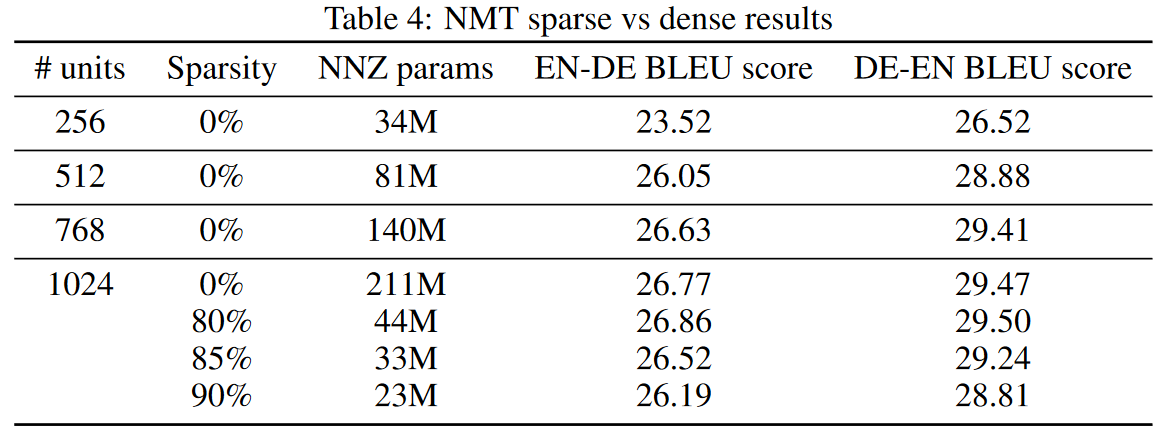 Table 4: NMT sparse vs dense results
# units Sparsity NNZ params EN-DE BLEU score DE-EN BLEU score
256 0% 34M 23.52 26.52
512 0% 81M 26.05 28.88
768 0% 140M 26.63 29.41
1024 0% 211M 26.77 29.47
80% 44M 26.86 29.50
85% 33M 26.52 29.24
90% 23M 26.19 28.81